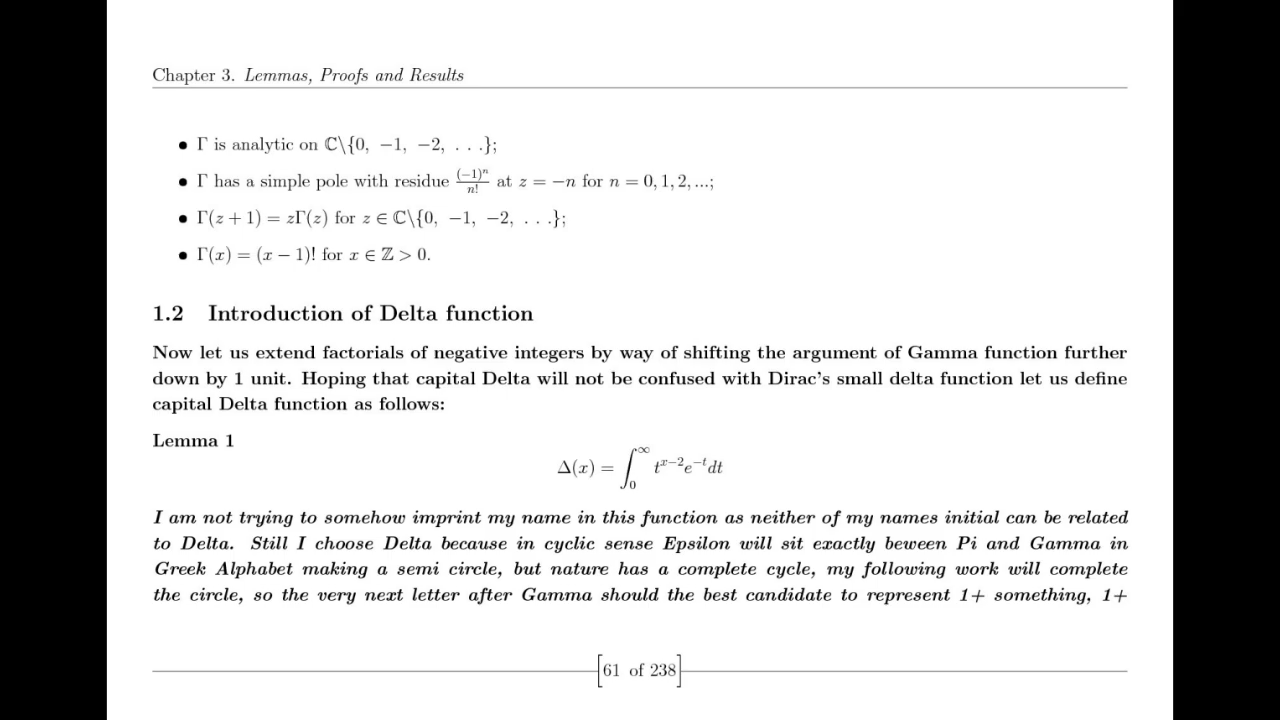 Chapter 3. Lemmas, Proofs and Results
• Γ is analytic on ℂ\{0, −1, −2, . . .};
• Γ has a simple pole with residue (−1)ⁿ/n! at z = −n for n = 0, 1, 2, ...;
• Γ(z + 1) = zΓ(z) for z ∈ ℂ\{0, −1, −2, . . .};
• Γ(x) = (x − 1)! for x ∈ ℤ > 0.
1.2 Introduction of Delta function
Now let us extend factorials of negative integers by way of shifting the argument of Gamma function further
down by 1 unit. Hoping that capital Delta will not be confused with Dirac's small delta function let us define
capital Delta function as follows:
Lemma 1
Δ(x) = ∫₀^∞ t^{x−2}e^{−t}dt
I am not trying to somehow imprint my name in this function as neither of my names initial can be related
to Delta. Still I choose Delta because in cyclic sense Epsilon will sit exactly beween Pi and Gamma in
Greek Alphabet making a semi circle, but nature has a complete cycle, my following work will complete
the circle, so the very next letter after Gamma should the best candidate to represent 1+ something, 1+
[61 of 238]